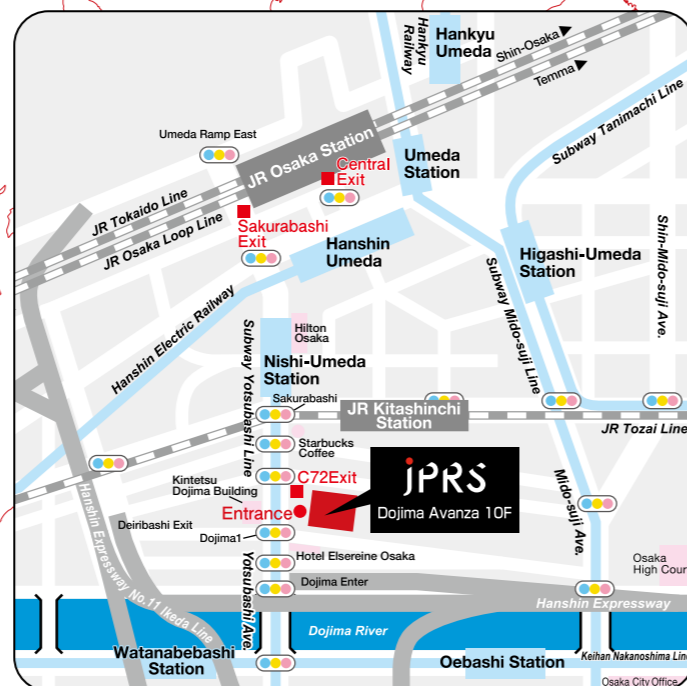 Hankyu
Railway
Hankyu
Umeda
Shin-Osaka
Temma
Umeda Ramp East
JR Osaka Station
Central
Exit
Umeda
Station
Subway Tanimachi Line
JR Tokaido Line
JR Osaka Loop Line
Sakurabashi
Exit
Hanshin
Umeda
Higashi-Umeda
Station
Shin-Mido-suji Ave.
Hanshin Electric Railway
Subway Mido-suji Line
Hilton
Osaka
Subway Yotsubashi Line
Nishi-Umeda
Station
Sakurabashi
JR Kitashinchi
Station
JR Tozai Line
Starbucks
Coffee
C72Exit
Kintetsu
Dojima Building
Entrance
jPRS
Dojima Avanza 10F
Mido-suji Ave.
Deiribashi Exit
Dojima1
Hanshin Expressway No.11 Ikeda Line
Hotel Elsereine Osaka
Osaka
High Cour
Yotsubashi Ave.
Dojima Enter
Hanshin Expressway
Dojima River
Watanabebashi
Station
Oebashi Station
Keihan Nakanoshima Line
Osaka City Office